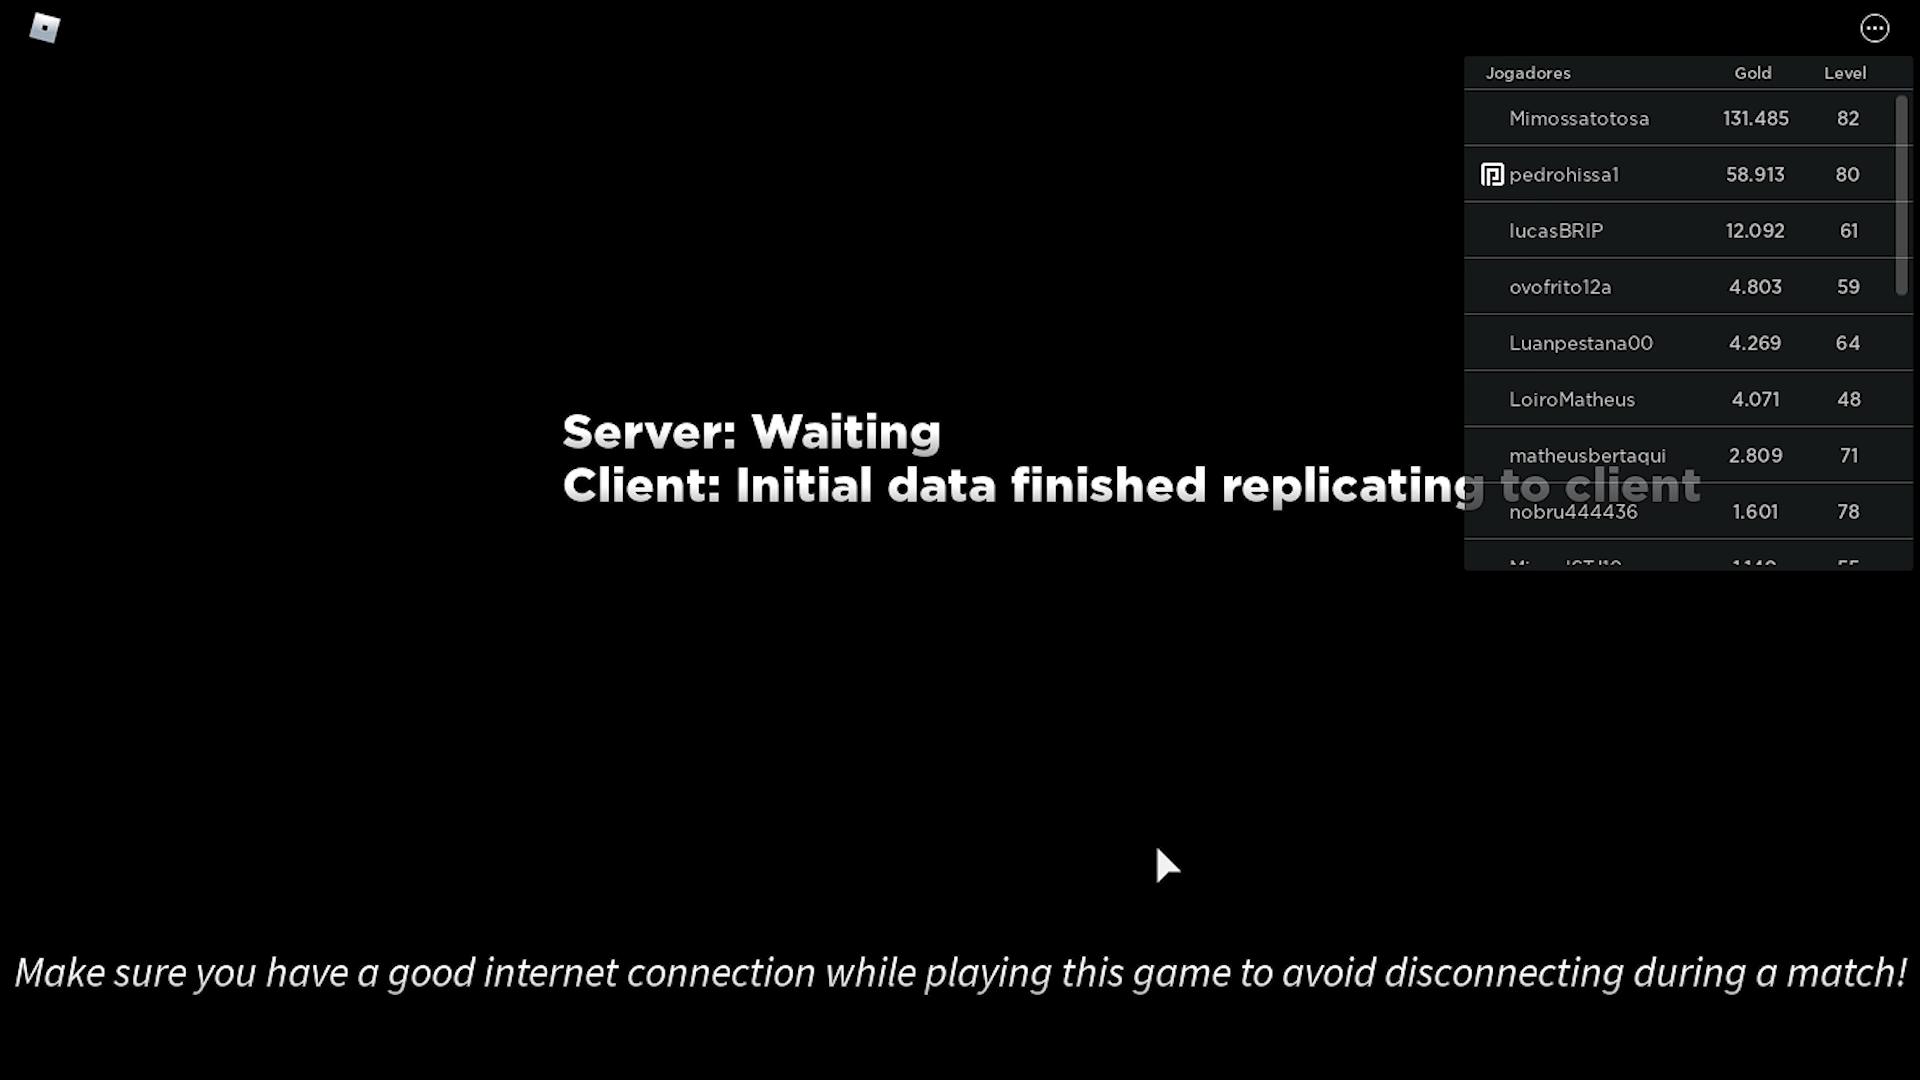 Jogadores Gold Level
Mimossatotosa 131.485 82
pedrohissa1 58.913 80
lucasBRIP 12.092 61
ovofrito12a 4.803 59
Luanpestana00 4.269 64
LoiroMatheus 4.071 48
matheusbertaqui 2.809 71
nobru444436 1.601 78
Server: Waiting
Client: Initial data finished replicating to client
Make sure you have a good internet connection while playing this game to avoid disconnecting during a match!